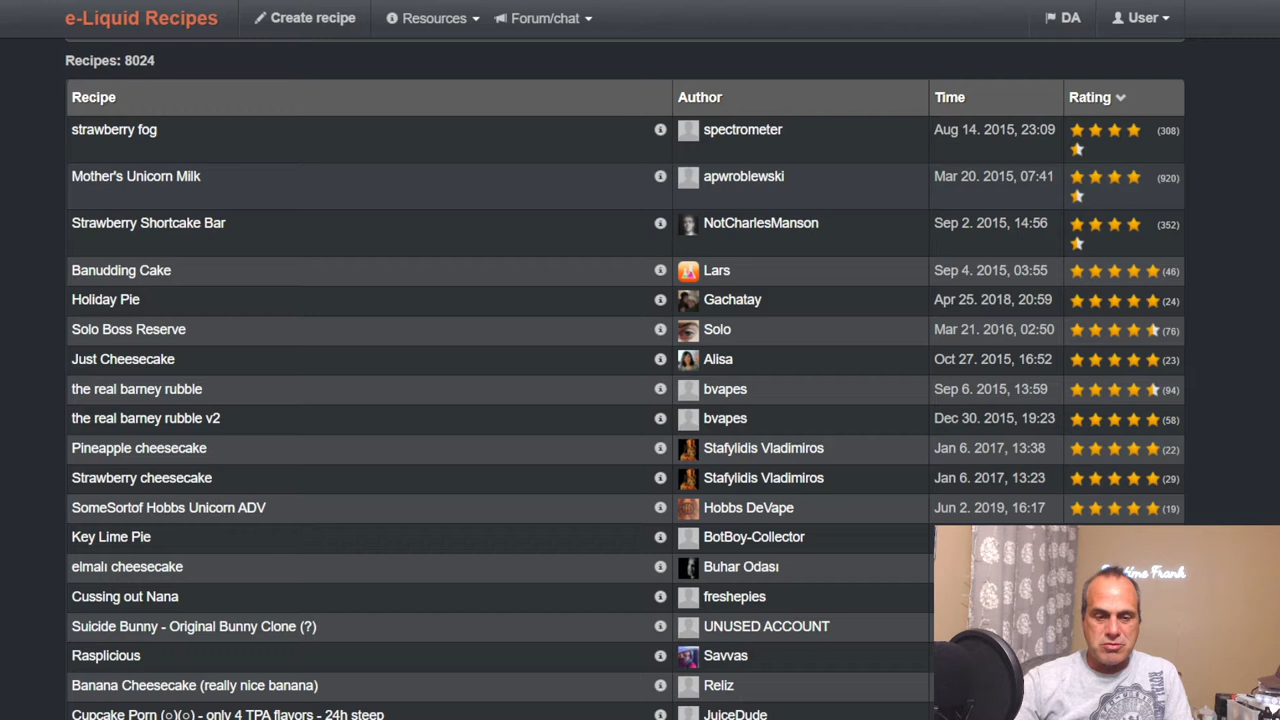 e-Liquid Recipes Create recipe Resources Forum/chat DA User
Recipes: 8024
Recipe Author Time Rating
strawberry fog spectrometer Aug 14. 2015, 23:09 (308)
Mother's Unicorn Milk apwroblewski Mar 20. 2015, 07:41 (920)
Strawberry Shortcake Bar NotCharlesManson Sep 2. 2015, 14:56 (352)
Banudding Cake Lars Sep 4. 2015, 03:55 (46)
Holiday Pie Gachatay Apr 25. 2018, 20:59 (24)
Solo Boss Reserve Solo Mar 21. 2016, 02:50 (76)
Just Cheesecake Alisa Oct 27. 2015, 16:52 (23)
the real barney rubble bvapes Sep 6. 2015, 13:59 (94)
the real barney rubble v2 bvapes Dec 30. 2015, 19:23 (58)
Pineapple cheesecake Stafylidis Vladimiros Jan 6. 2017, 13:38 (22)
Strawberry cheesecake Stafylidis Vladimiros Jan 6. 2017, 13:23 (29)
SomeSortof Hobbs Unicorn ADV Hobbs DeVape Jun 2. 2019, 16:17 (19)
Key Lime Pie BotBoy-Collector
elmalı cheesecake Buhar Odası
Cussing out Nana freshepies
Suicide Bunny - Original Bunny Clone (?) UNUSED ACCOUNT
Rasplicious Savvas
Banana Cheesecake (really nice banana) Reliz
Cupcake Porn (○)(○) - only 4 TPA flavors - 24h steep JuiceDude
Frank